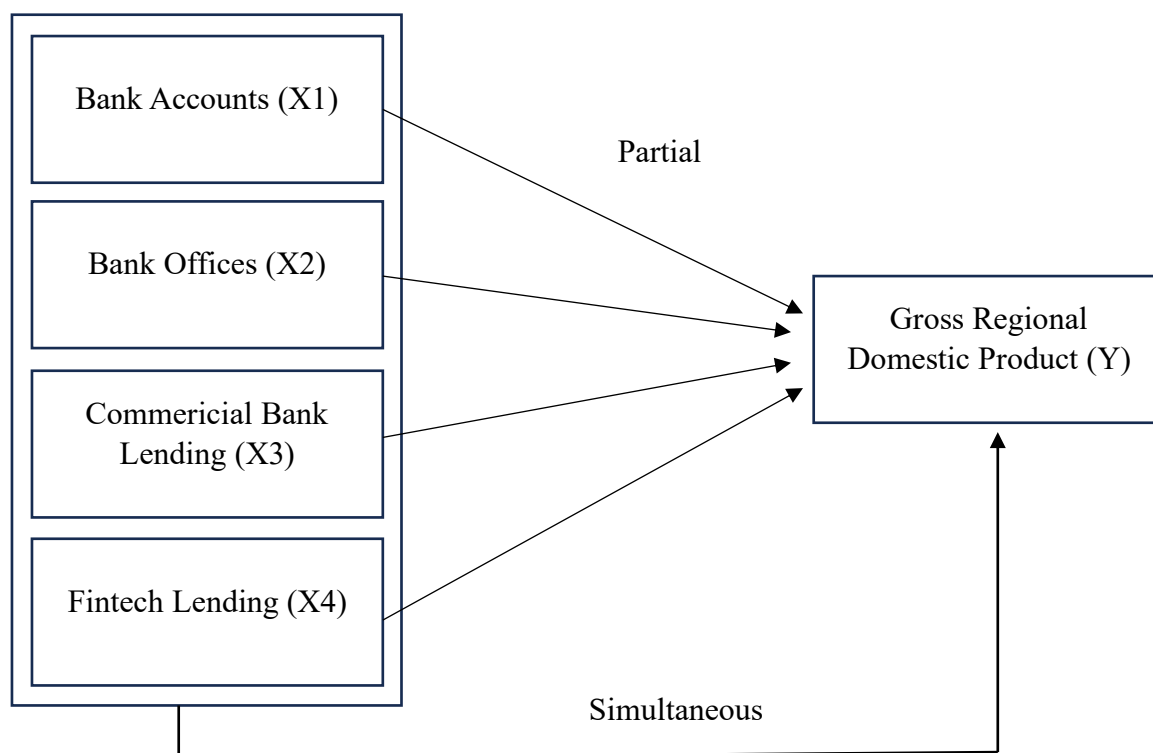 Bank Accounts (X1)
Partial
Bank Offices (X2)
Gross Regional
Domestic Product (Y)
Commericial Bank
Lending (X3)
Fintech Lending (X4)
Simultaneous